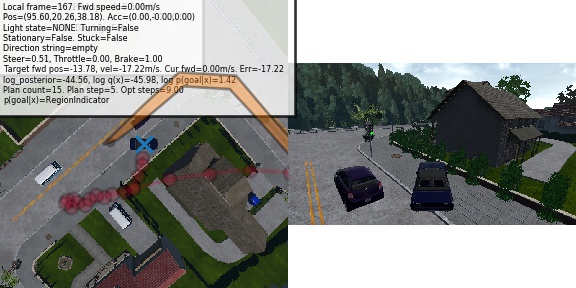 Local frame=167. Fwd speed=0.00m/s
Pos=(95.60,20.26,38.18). Acc=(0.00,-0.00,0.00)
Light state=NONE. Turning=False
Stationary=False. Stuck=False
Direction string=empty
Steer=0.51, Throttle=0.00, Brake=1.00
Target fwd pos=-13.78, vel=-17.22m/s. Cur fwd=0.00m/s. Err=-17.22
log_posterior=-44.56, log q(x)=-45.98, log p(goal|x)=1.42
Plan count=15. Plan step=5. Opt steps=9.00
p(goal|x)=RegionIndicator